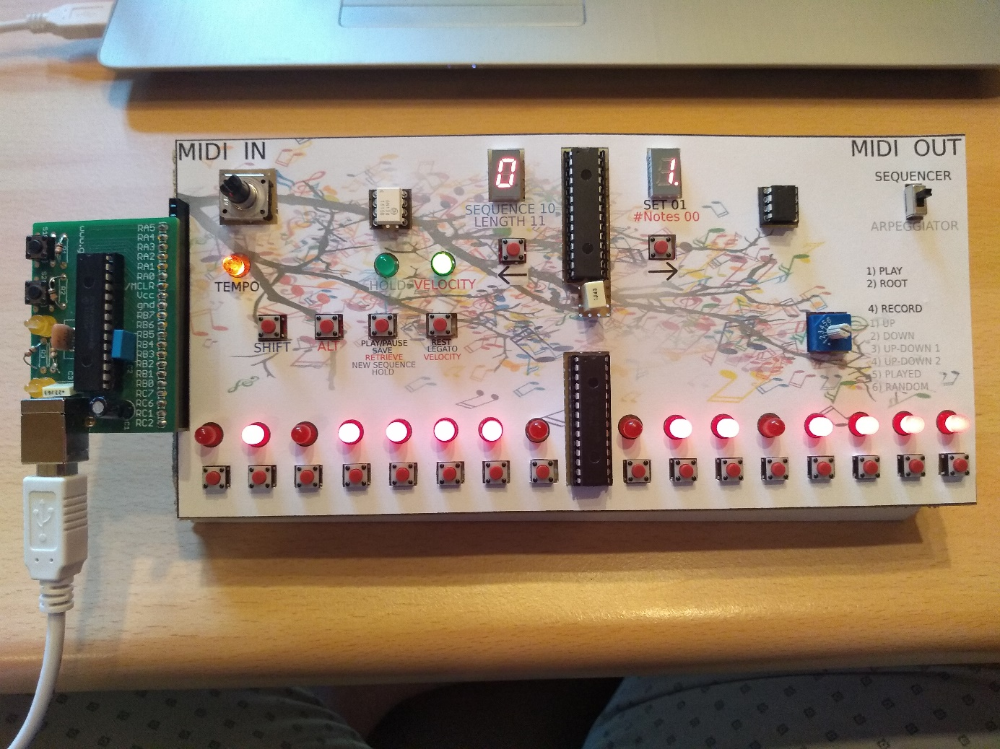 MIDI IN
MIDI OUT
SEQUENCER
ARPEGGIATOR
0
1.
SEQUENCE 10
LENGTH 11
SET 01
#Notes 00
TEMPO
HOLD
VELOCITY
1) PLAY
2) ROOT
4) RECORD
1) UP
2) DOWN
3) UP-DOWN 1
4) UP-DOWN 2
5) PLAYED
6) RANDOM
SHIFT
ALT
PLAY/PAUSE
SAVE
RETRIEVE
NEW SEQUENCE
HOLD
REST
LEGATO
VELOCITY
RA5
RA4
RA3
RA2
RA1
RA0
/MCLR
Vcc
gnd
RB7
RB6
RB5
RB4
RB3
RB2
RB1
RB0
RC7
RC6
RC1
RC2
R2
R3
C3